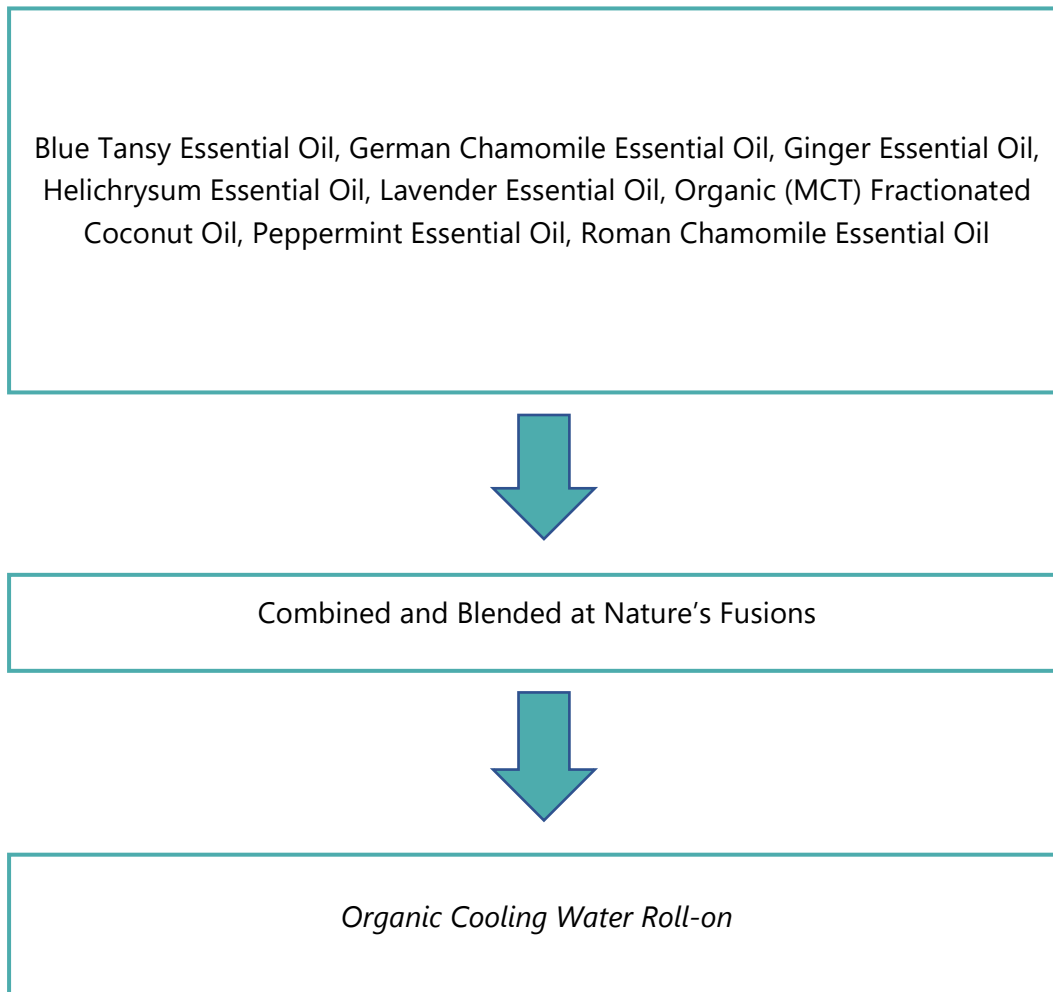 Blue Tansy Essential Oil, German Chamomile Essential Oil, Ginger Essential Oil,
Helichrysum Essential Oil, Lavender Essential Oil, Organic (MCT) Fractionated
Coconut Oil, Peppermint Essential Oil, Roman Chamomile Essential Oil
Combined and Blended at Nature’s Fusions
Organic Cooling Water Roll-on